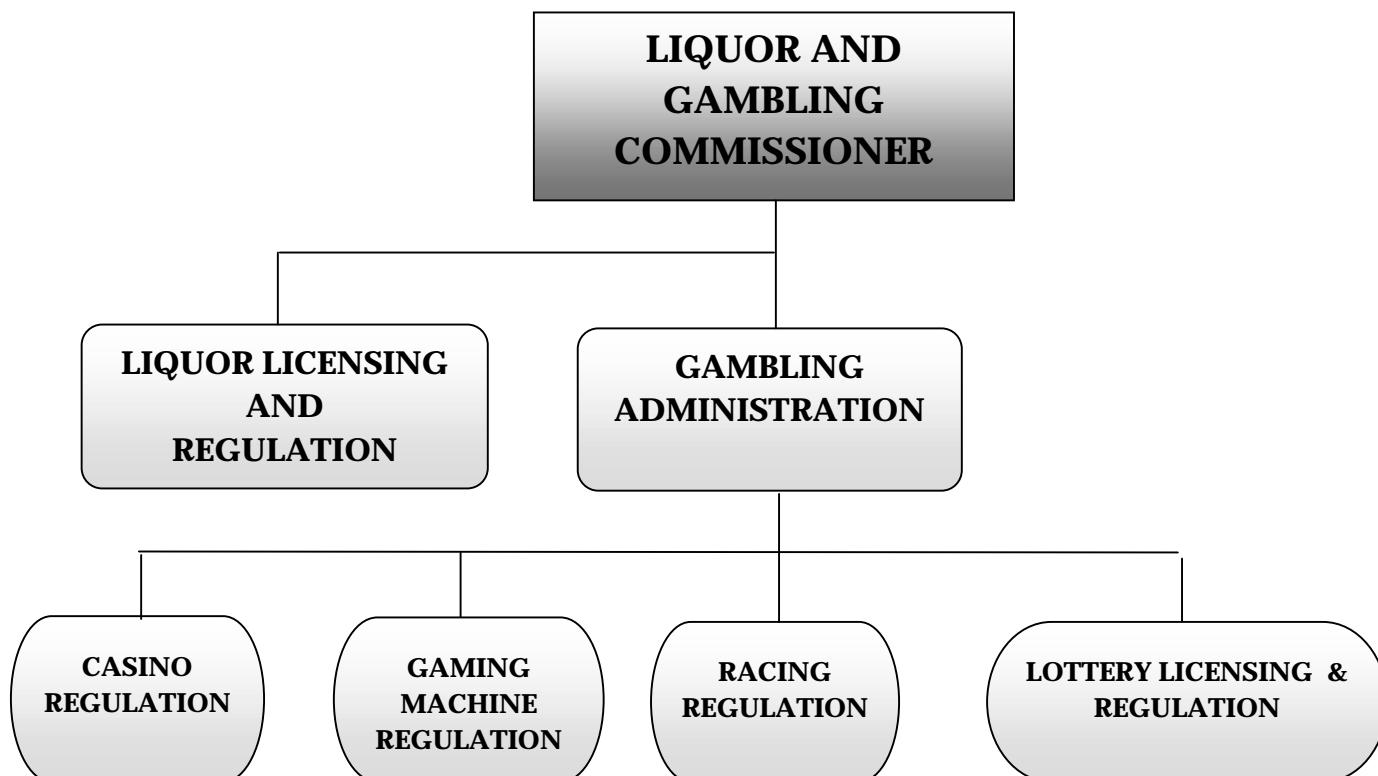 LIQUOR AND
GAMBLING
COMMISSIONER
LIQUOR LICENSING
AND
REGULATION
GAMBLING
ADMINISTRATION
CASINO
REGULATION
GAMING
MACHINE
REGULATION
RACING
REGULATION
LOTTERY LICENSING &
REGULATION